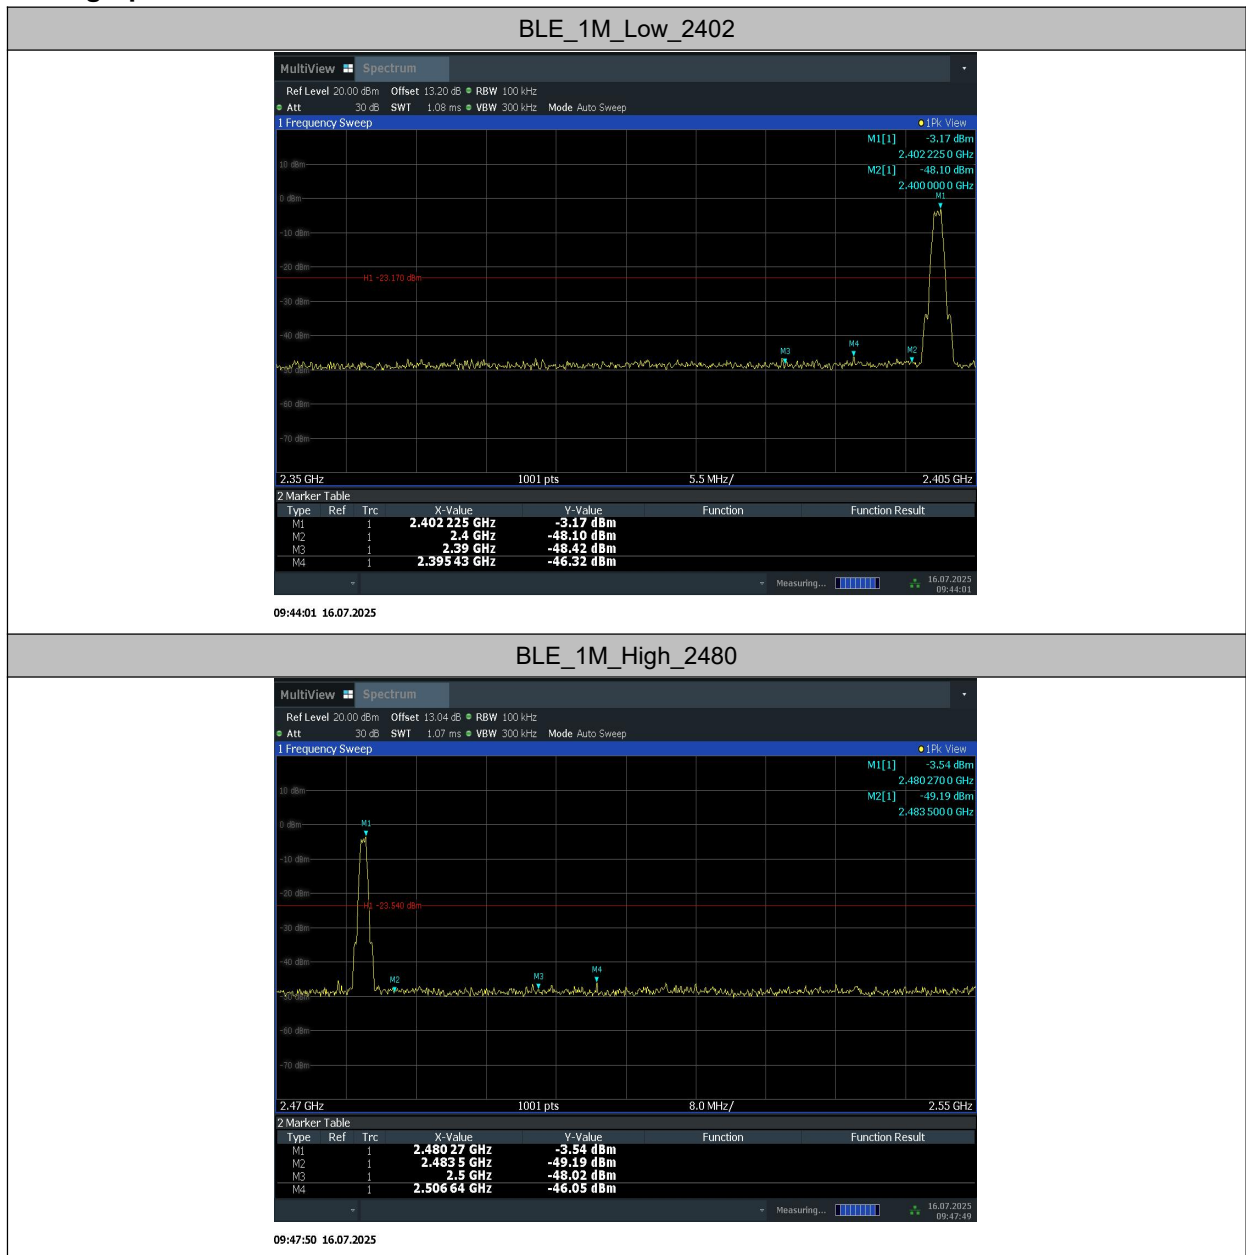 BLE_1M_Low_2402
MultiView Spectrum
Ref Level 20.00 dBm Offset 13.20 dB RBW 100 kHz
Att 30 dB SWT 1.08 ms VBW 300 kHz Mode Auto Sweep
1 Frequency Sweep 1Pk View
M1[1] -3.17 dBm
2.402 225 0 GHz
M2[1] -48.10 dBm
2.400 000 0 GHz
M1
10 dBm
0 dBm
-10 dBm
-20 dBm
H1 -23.170 dBm
-30 dBm
-40 dBm
M3 M4 M2
-50 dBm
-60 dBm
-70 dBm
2.35 GHz 1001 pts 5.5 MHz/ 2.405 GHz
2 Marker Table
Type Ref Trc X-Value Y-Value Function Function Result
M1 1 2.402 225 GHz -3.17 dBm
M2 1 2.4 GHz -48.10 dBm
M3 1 2.39 GHz -48.42 dBm
M4 1 2.395 43 GHz -46.32 dBm
Measuring... 16.07.2025
09:44:01
09:44:01 16.07.2025
BLE_1M_High_2480
MultiView Spectrum
Ref Level 20.00 dBm Offset 13.04 dB RBW 100 kHz
Att 30 dB SWT 1.07 ms VBW 300 kHz Mode Auto Sweep
1 Frequency Sweep 1Pk View
M1[1] -3.54 dBm
2.480 270 0 GHz
M2[1] -49.19 dBm
2.483 500 0 GHz
10 dBm
0 dBm
M1
-10 dBm
-20 dBm
H1 -23.540 dBm
-30 dBm
-40 dBm
M2 M3 M4
-50 dBm
-60 dBm
-70 dBm
2.47 GHz 1001 pts 8.0 MHz/ 2.55 GHz
2 Marker Table
Type Ref Trc X-Value Y-Value Function Function Result
M1 1 2.480 27 GHz -3.54 dBm
M2 1 2.483 5 GHz -49.19 dBm
M3 1 2.5 GHz -48.02 dBm
M4 1 2.506 64 GHz -46.05 dBm
Measuring... 16.07.2025
09:47:49
09:47:50 16.07.2025